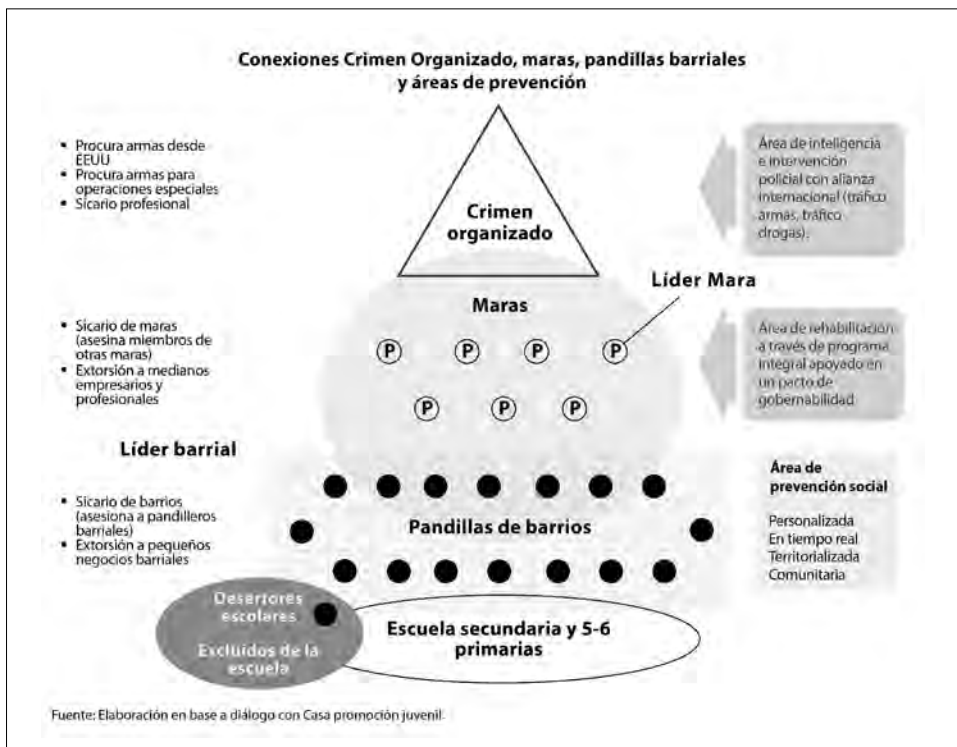 Conexiones Crimen Organizado, maras, pandillas barriales
y áreas de prevención
• Procura armas desde
EEUU
• Procura armas para
operaciones especiales
• Sicario profesional
Crimen
organizado
Área de inteligencia
e intervención
policial con alianza
internacional (tráfico
armas, tráfico
drogas).
Líder Mara
Maras
• Sicario de maras
(asesina miembros de
otras maras)
• Extorsión a medianos
empresarios y
profesionales
P P P P
P P P
Área de rehabilitación
a través de programa
integral apoyado en
un pacto de
gobernabilidad
Líder barrial
• Sicario de barrios
(asesiona a pandilleros
barriales)
• Extorsión a pequeños
negocios barriales
Pandillas de barrios
Área de
prevención social
Personalizada
En tiempo real
Territorializada
Comunitaria
Desertores
escolares
Excluidos de la
escuela
Escuela secundaria y 5-6
primarias
Fuente: Elaboración en base a diálogo con Casa promoción juvenil.